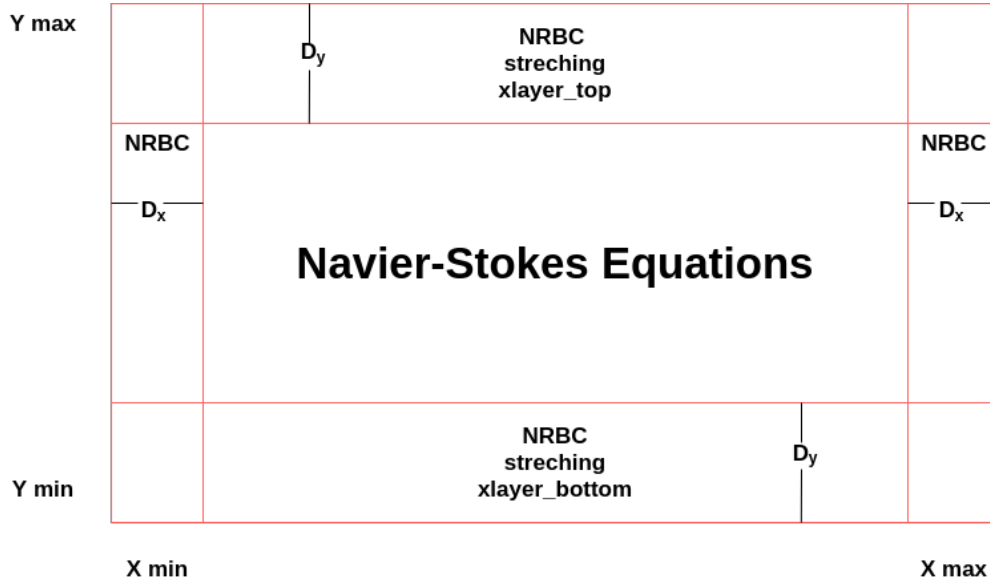 Y max
NRBC
streching
xlayer_top
Dy
NRBC
NRBC
Dx
Dx
Navier-Stokes Equations
NRBC
streching
xlayer_bottom
Dy
Y min
X min
X max